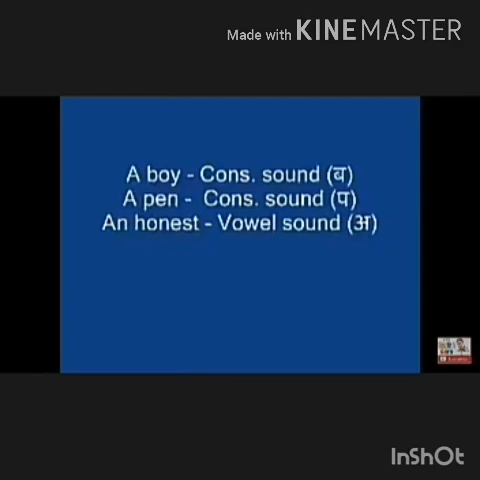 Made with KINEMASTER
A boy - Cons. sound (ब)
A pen - Cons. sound (प)
An honest - Vowel sound (अ)
InShOt